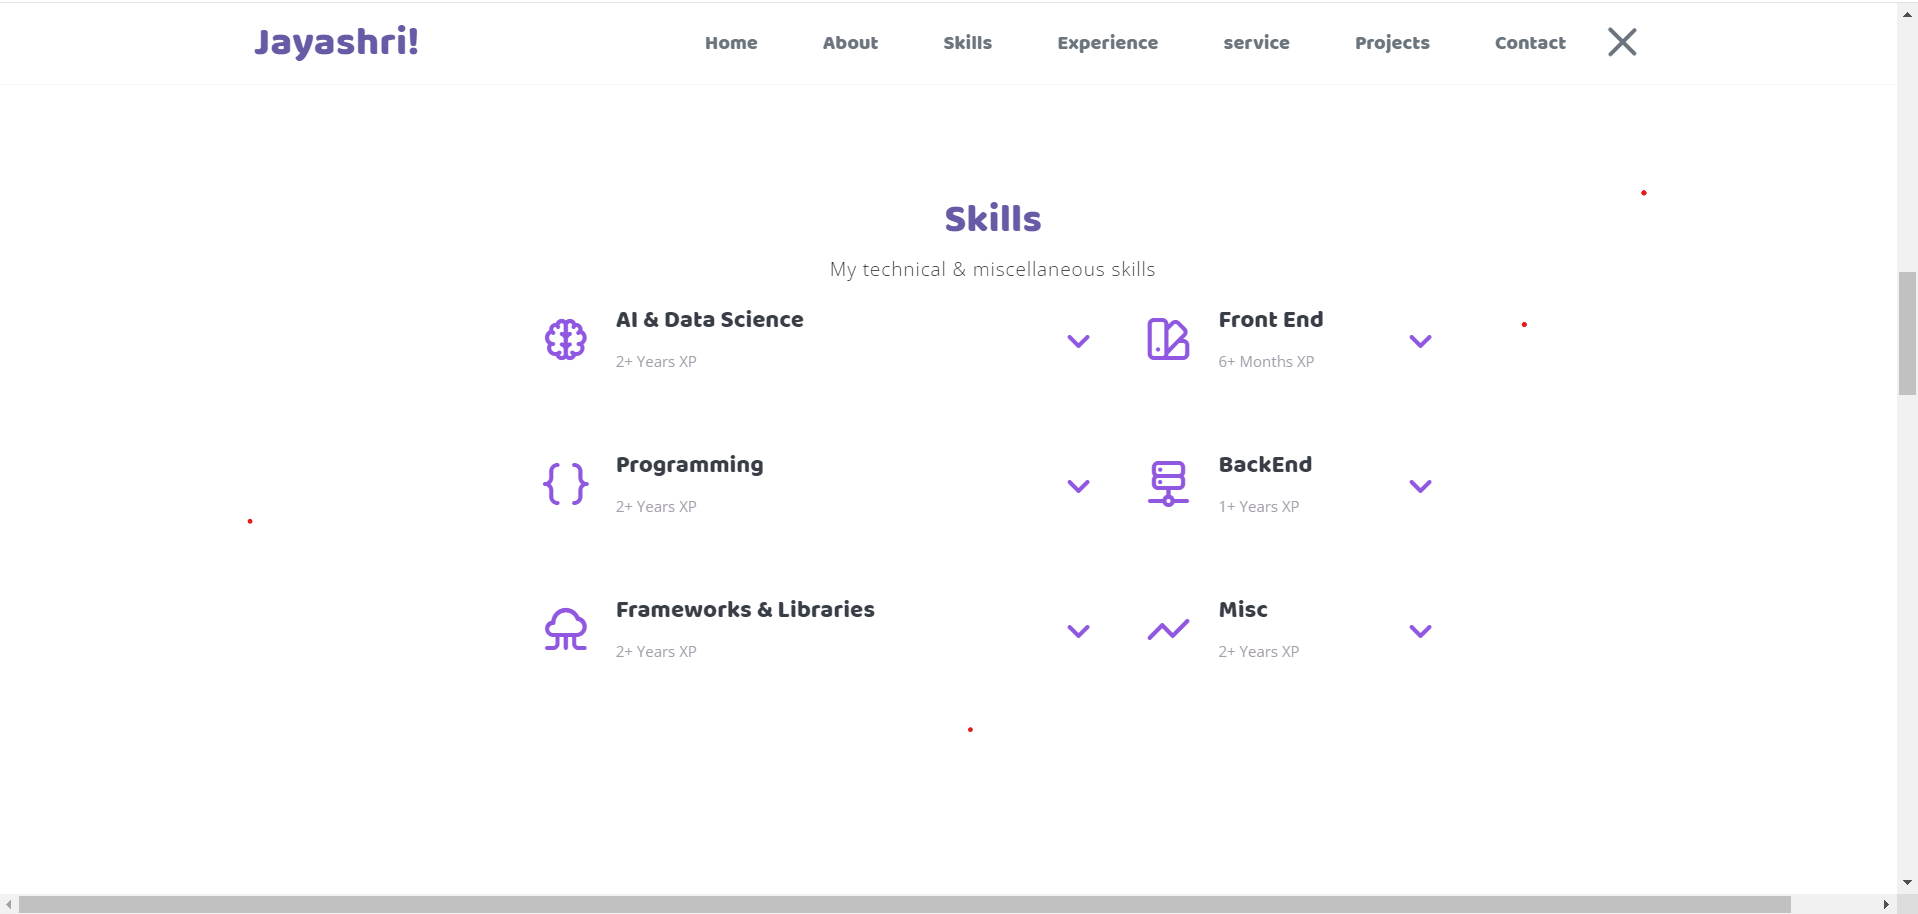 Jayashri!
Home About Skills Experience service Projects Contact
Skills
My technical & miscellaneous skills
AI & Data Science
2+ Years XP
Front End
6+ Months XP
Programming
2+ Years XP
BackEnd
1+ Years XP
Frameworks & Libraries
2+ Years XP
Misc
2+ Years XP